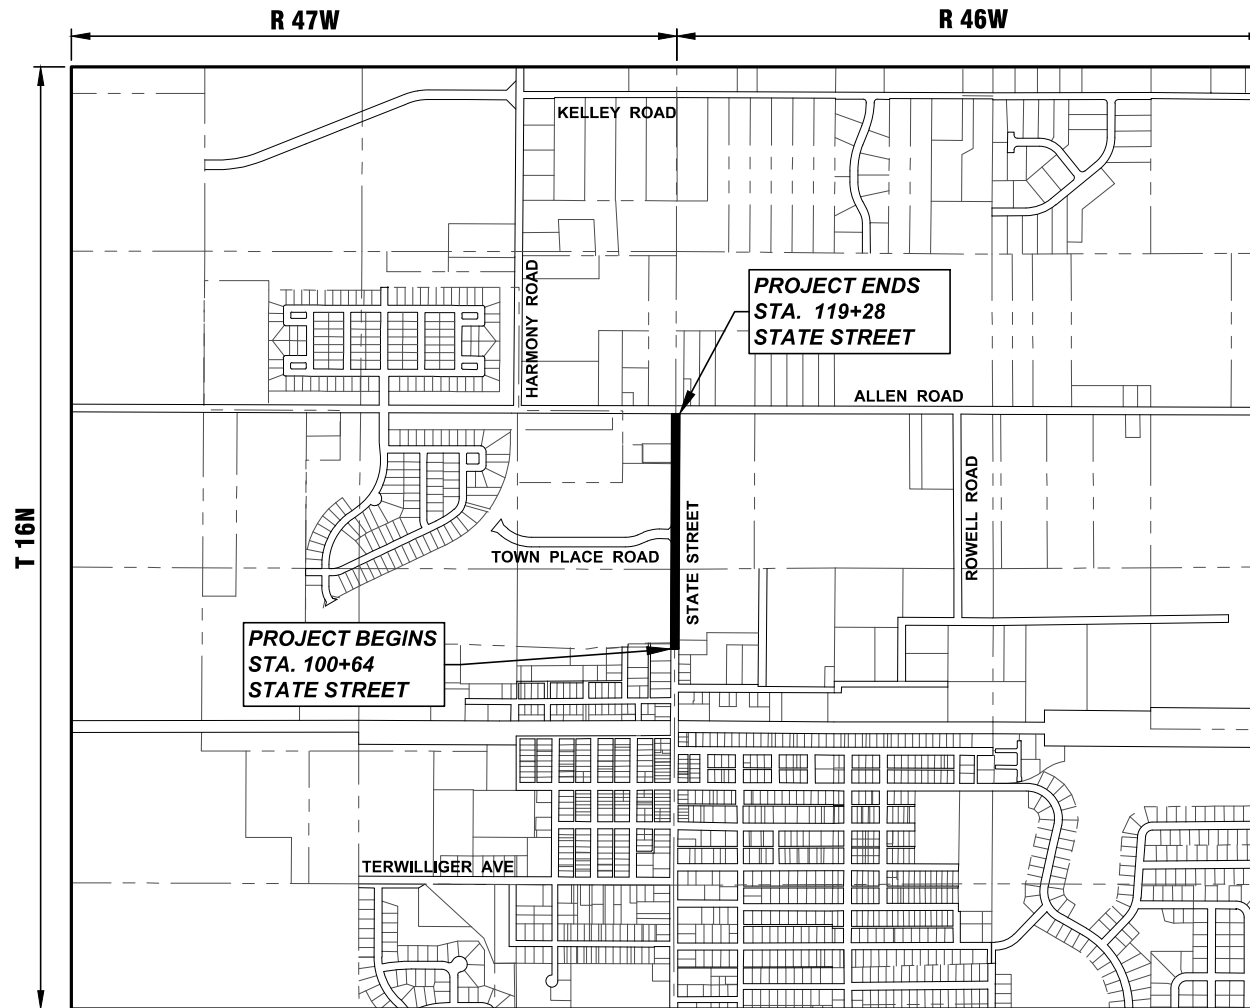 R 47W
R 46W
KELLEY ROAD
HARMONY ROAD
PROJECT ENDS
STA. 119+28
STATE STREET
ALLEN ROAD
T 16N
ROWELL ROAD
STATE STREET
TOWN PLACE ROAD
PROJECT BEGINS
STA. 100+64
STATE STREET
TERWILLIGER AVE